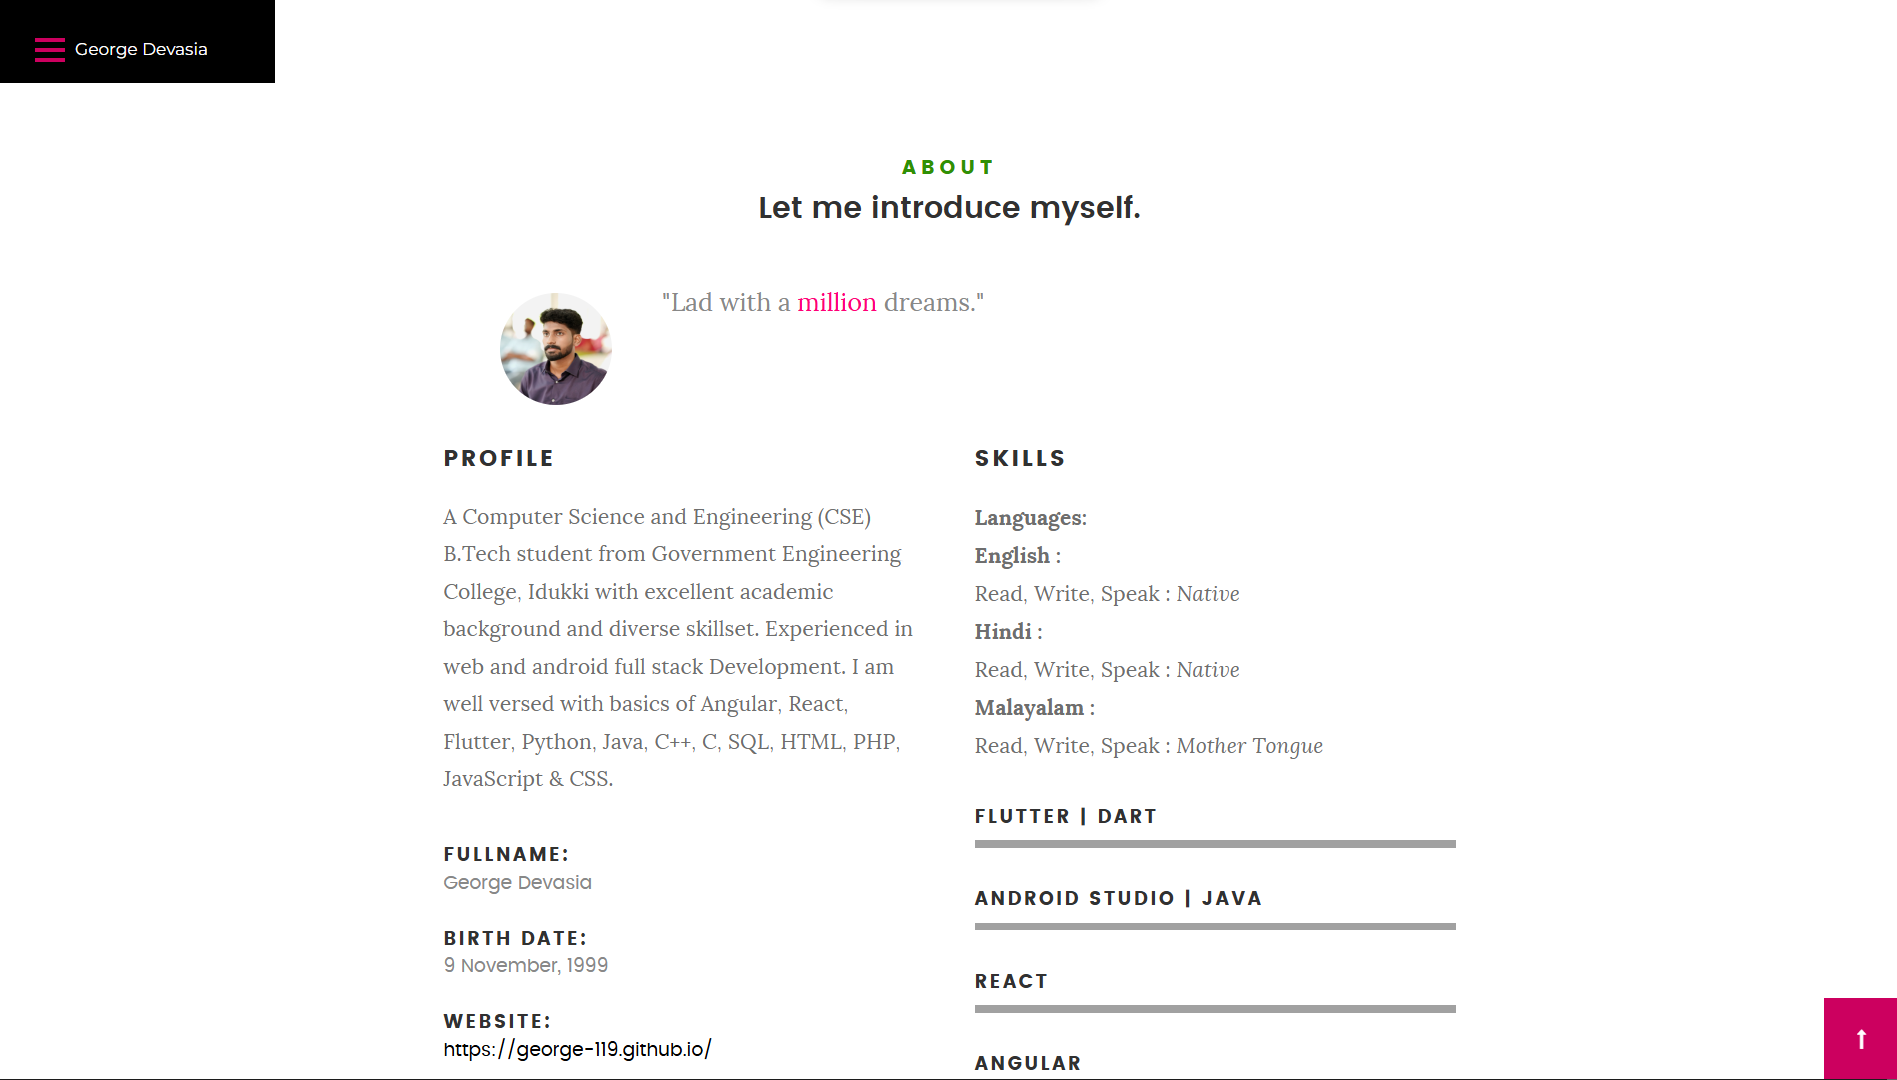 George Devasia
ABOUT
Let me introduce myself.
"Lad with a million dreams."
PROFILE
A Computer Science and Engineering (CSE)
B.Tech student from Government Engineering
College, Idukki with excellent academic
background and diverse skillset. Experienced in
web and android full stack Development. I am
well versed with basics of Angular, React,
Flutter, Python, Java, C++, C, SQL, HTML, PHP,
JavaScript & CSS.
FULLNAME:
George Devasia
BIRTH DATE:
9 November, 1999
WEBSITE:
https://george-119.github.io/
SKILLS
Languages:
English :
Read, Write, Speak : Native
Hindi :
Read, Write, Speak : Native
Malayalam :
Read, Write, Speak : Mother Tongue
FLUTTER | DART
ANDROID STUDIO | JAVA
REACT
ANGULAR